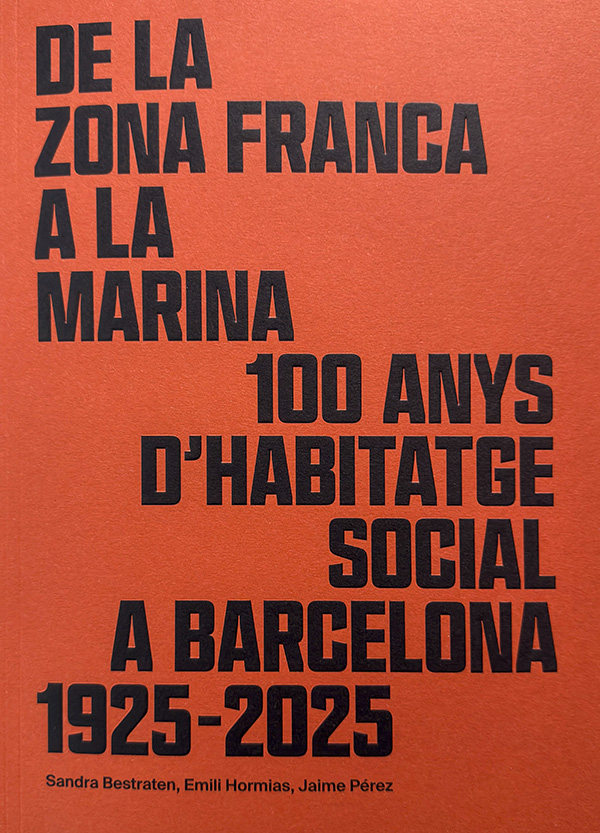 DE LA
ZONA FRANCA
A LA
MARINA
100 ANYS
D'HABITATGE
SOCIAL
A BARCELONA
1925-2025
Sandra Bestraten, Emili Hormias, Jaime Pérez